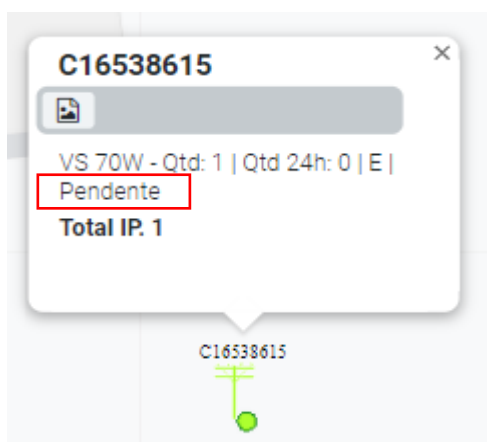 C16538615
VS 70W - Qtd: 1 | Qtd 24h: 0 | E |
Pendente
Total IP. 1
C16538615